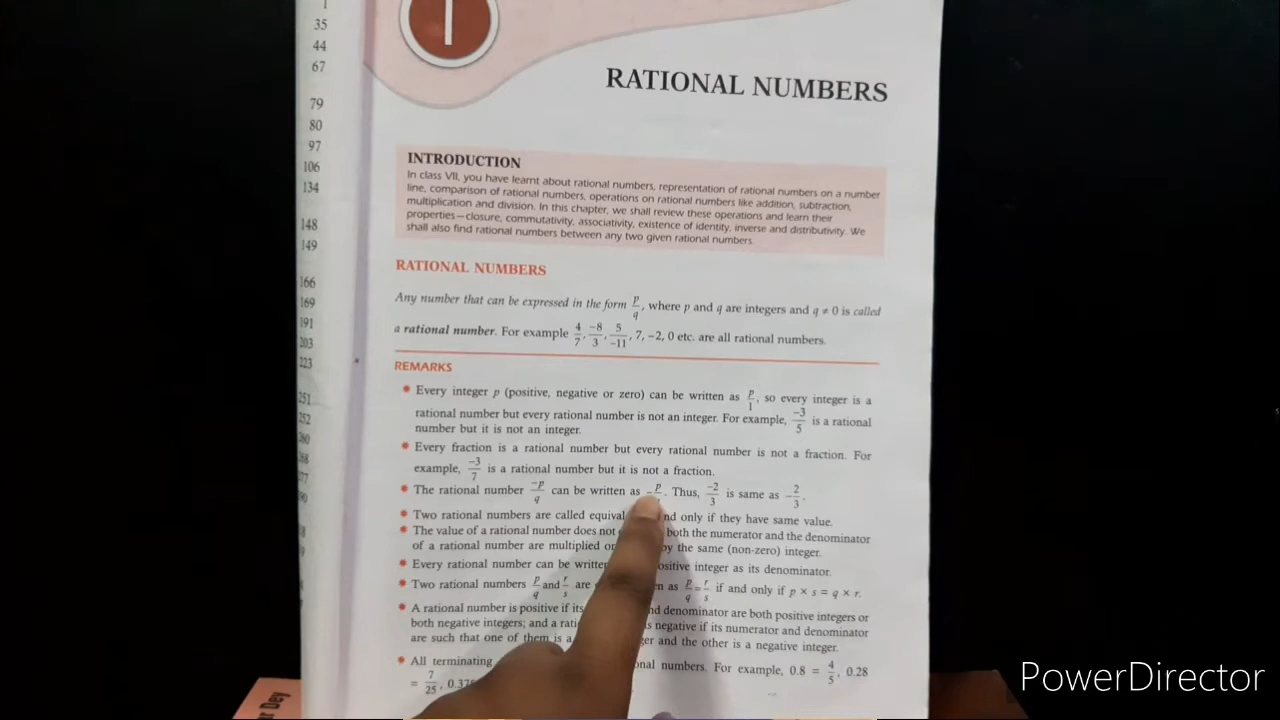 1
35
44
67
79
80
97
106
134
148
149
166
169
191
203
223
251
252
260
268
277
1
RATIONAL NUMBERS
INTRODUCTION
In class VII, you have learnt about rational numbers, representation of rational numbers on a number
line, comparison of rational numbers, operations on rational numbers like addition, subtraction,
multiplication and division. In this chapter, we shall review these operations and learn their
properties—closure, commutativity, associativity, existence of identity, inverse and distributivity. We
shall also find rational numbers between any two given rational numbers.
RATIONAL NUMBERS
Any number that can be expressed in the form p/q, where p and q are integers and q ≠ 0 is called
a rational number. For example 4/7, -8/3, 5/-11, 7, -2, 0 etc. are all rational numbers.
REMARKS
* Every integer p (positive, negative or zero) can be written as p/1, so every integer is a
rational number but every rational number is not an integer. For example, -3/5 is a rational
number but it is not an integer.
* Every fraction is a rational number but every rational number is not a fraction. For
example, -3/7 is a rational number but it is not a fraction.
* The rational number -p/q can be written as -p. Thus, -2/3 is same as -2/3.
* Two rational numbers are called only if they have same value.
* The value of a rational number does not both the numerator and the denominator
of a rational number are multiplied by the same (non-zero) integer.
* Every rational number can be integer as its denominator.
* Two rational numbers p/q and r/s are as p/q = r/s if and only if p × s = q × r.
* A rational number is positive if its denominator are both positive integers or
both negative integers; and a negative if its numerator and denominator
are such that one of them is a and the other is a negative integer.
* All terminating numbers. For example, 0.8 = 4/5, 0.28
= 7/25,
PowerDirector